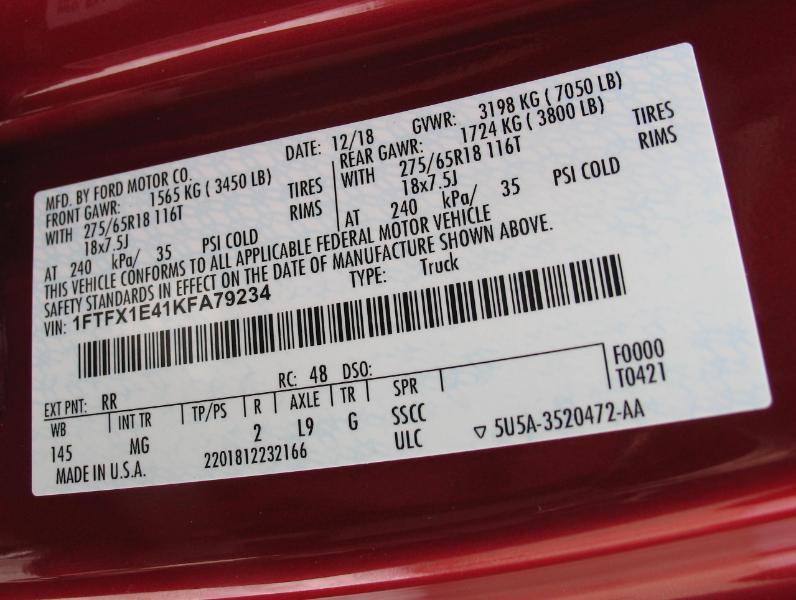 MFD. BY FORD MOTOR CO. DATE: 12/18 GVWR: 3198 KG ( 7050 LB)
FRONT GAWR: 1565 KG ( 3450 LB) REAR GAWR: 1724 KG ( 3800 LB)
WITH 275/65R18 116T TIRES WITH 275/65R18 116T TIRES
18x7.5J RIMS 18x7.5J RIMS
AT 240 kPa/ 35 PSI COLD AT 240 kPa/ 35 PSI COLD
THIS VEHICLE CONFORMS TO ALL APPLICABLE FEDERAL MOTOR VEHICLE
SAFETY STANDARDS IN EFFECT ON THE DATE OF MANUFACTURE SHOWN ABOVE.
VIN: 1FTFX1E41KFA79234 TYPE: Truck
EXT PNT: RR RC: 48 DSO: F0000
WB INT TR TP/PS R AXLE TR SPR T0421
145 MG 2 L9 G SSCC
ULC ▽ 5U5A-3520472-AA
MADE IN U.S.A. 2201812232166